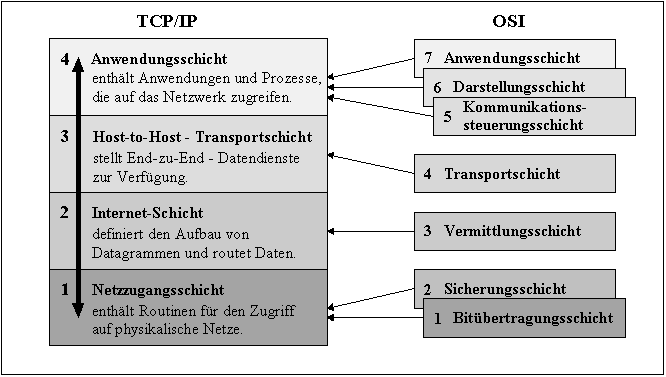 TCP/IP
4 Anwendungsschicht
enthält Anwendungen und Prozesse,
die auf das Netzwerk zugreifen.
3 Host-to-Host - Transportschicht
stellt End-zu-End - Datendienste
zur Verfügung.
2 Internet-Schicht
definiert den Aufbau von
Datagrammen und routet Daten.
1 Netzzugangsschicht
enthält Routinen für den Zugriff
auf physikalische Netze.
OSI
7 Anwendungsschicht
6 Darstellungsschicht
5 Kommunikations-
steuerungsschicht
4 Transportschicht
3 Vermittlungsschicht
2 Sicherungsschicht
1 Bitübertragungsschicht